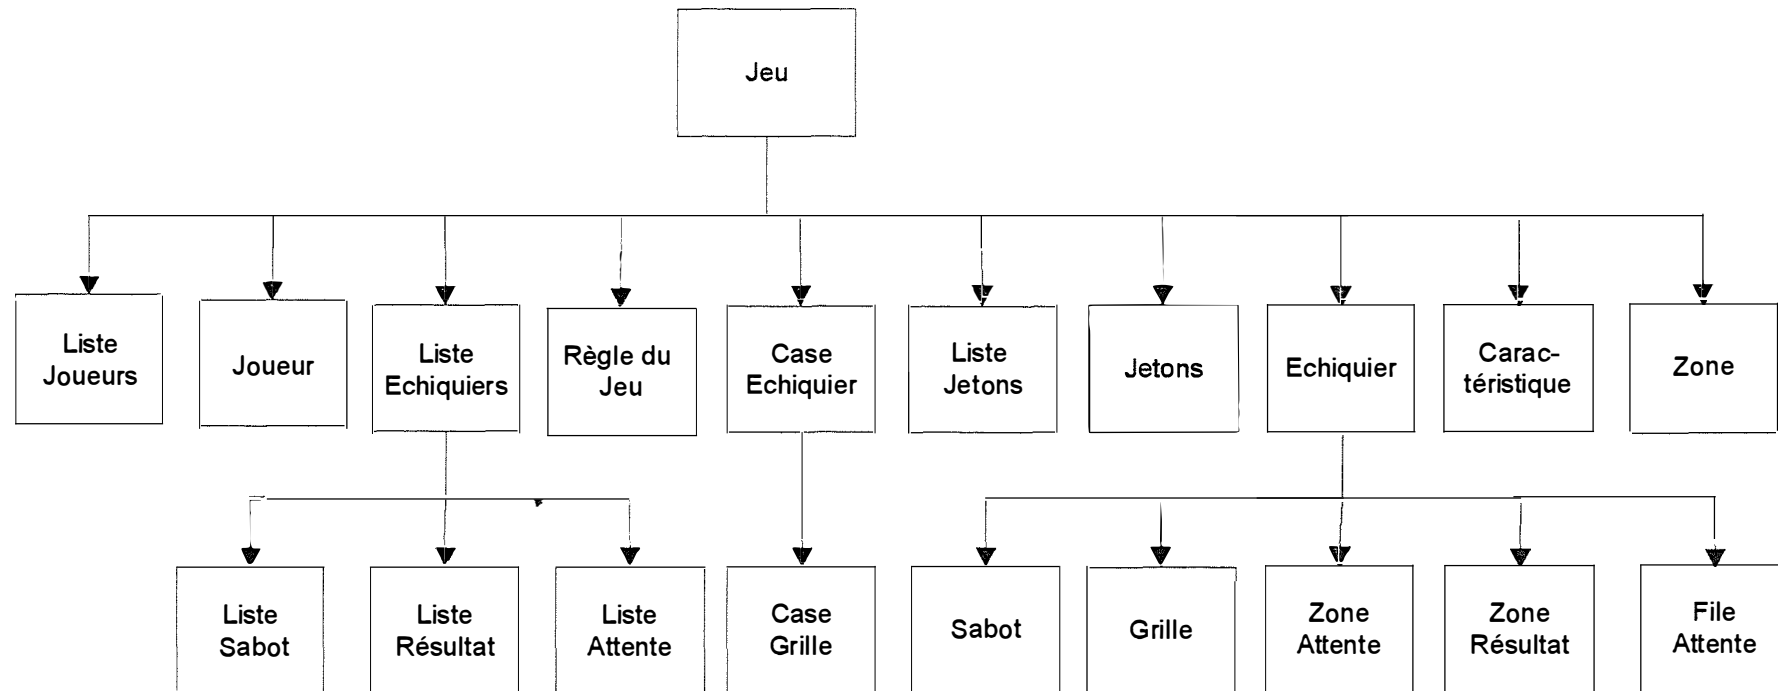 Jeu
Liste
Joueurs
Joueur
Liste
Echiquiers
Règle du
Jeu
Case
Echiquier
Liste
Jetons
Jetons
Echiquier
Carac-
téristique
Zone
Liste
Sabot
Liste
Résultat
Liste
Attente
Case
Grille
Sabot
Grille
Zone
Attente
Zone
Résultat
File
Attente